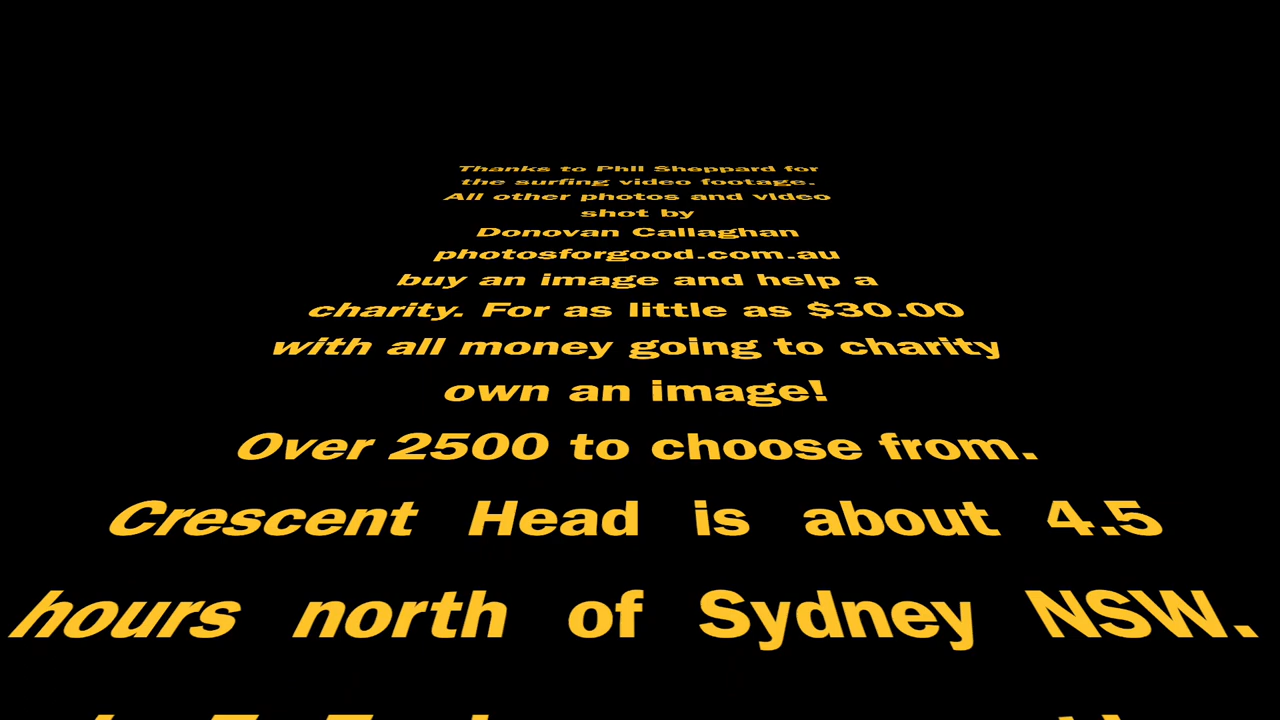 Thanks to Phil Sheppard for
the surfing video footage.
All other photos and video
shot by
Donovan Callaghan
photosforgood.com.au
buy an image and help a
charity. For as little as $30.00
with all money going to charity
own an image!
Over 2500 to choose from.
Crescent Head is about 4.5
hours north of Sydney NSW.